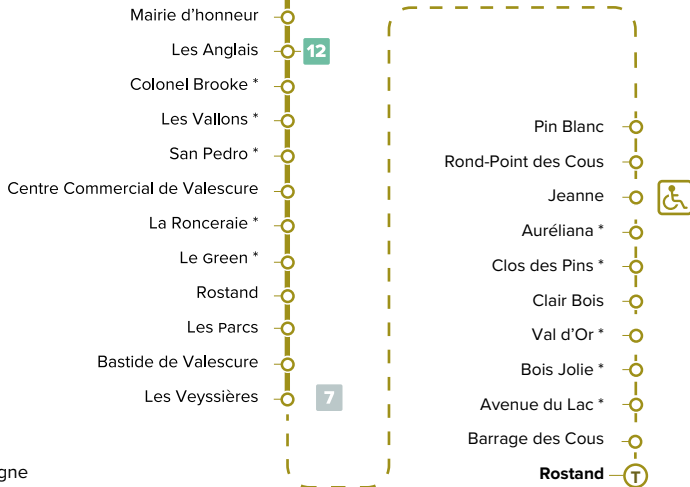 Mairie d'honneur
Les Anglais
12
Colonel Brooke *
Les Vallons *
San Pedro *
Centre Commercial de Valescure
La Ronceraie *
Le Green *
Rostand
Les Parcs
Bastide de Valescure
Les Veyssières
7
gne
Pin Blanc
Rond-Point des Cous
Jeanne
Auréliana *
Clos des Pins *
Clair Bois
Val d'Or *
Bois Jolie *
Avenue du Lac *
Barrage des Cous
Rostand
T